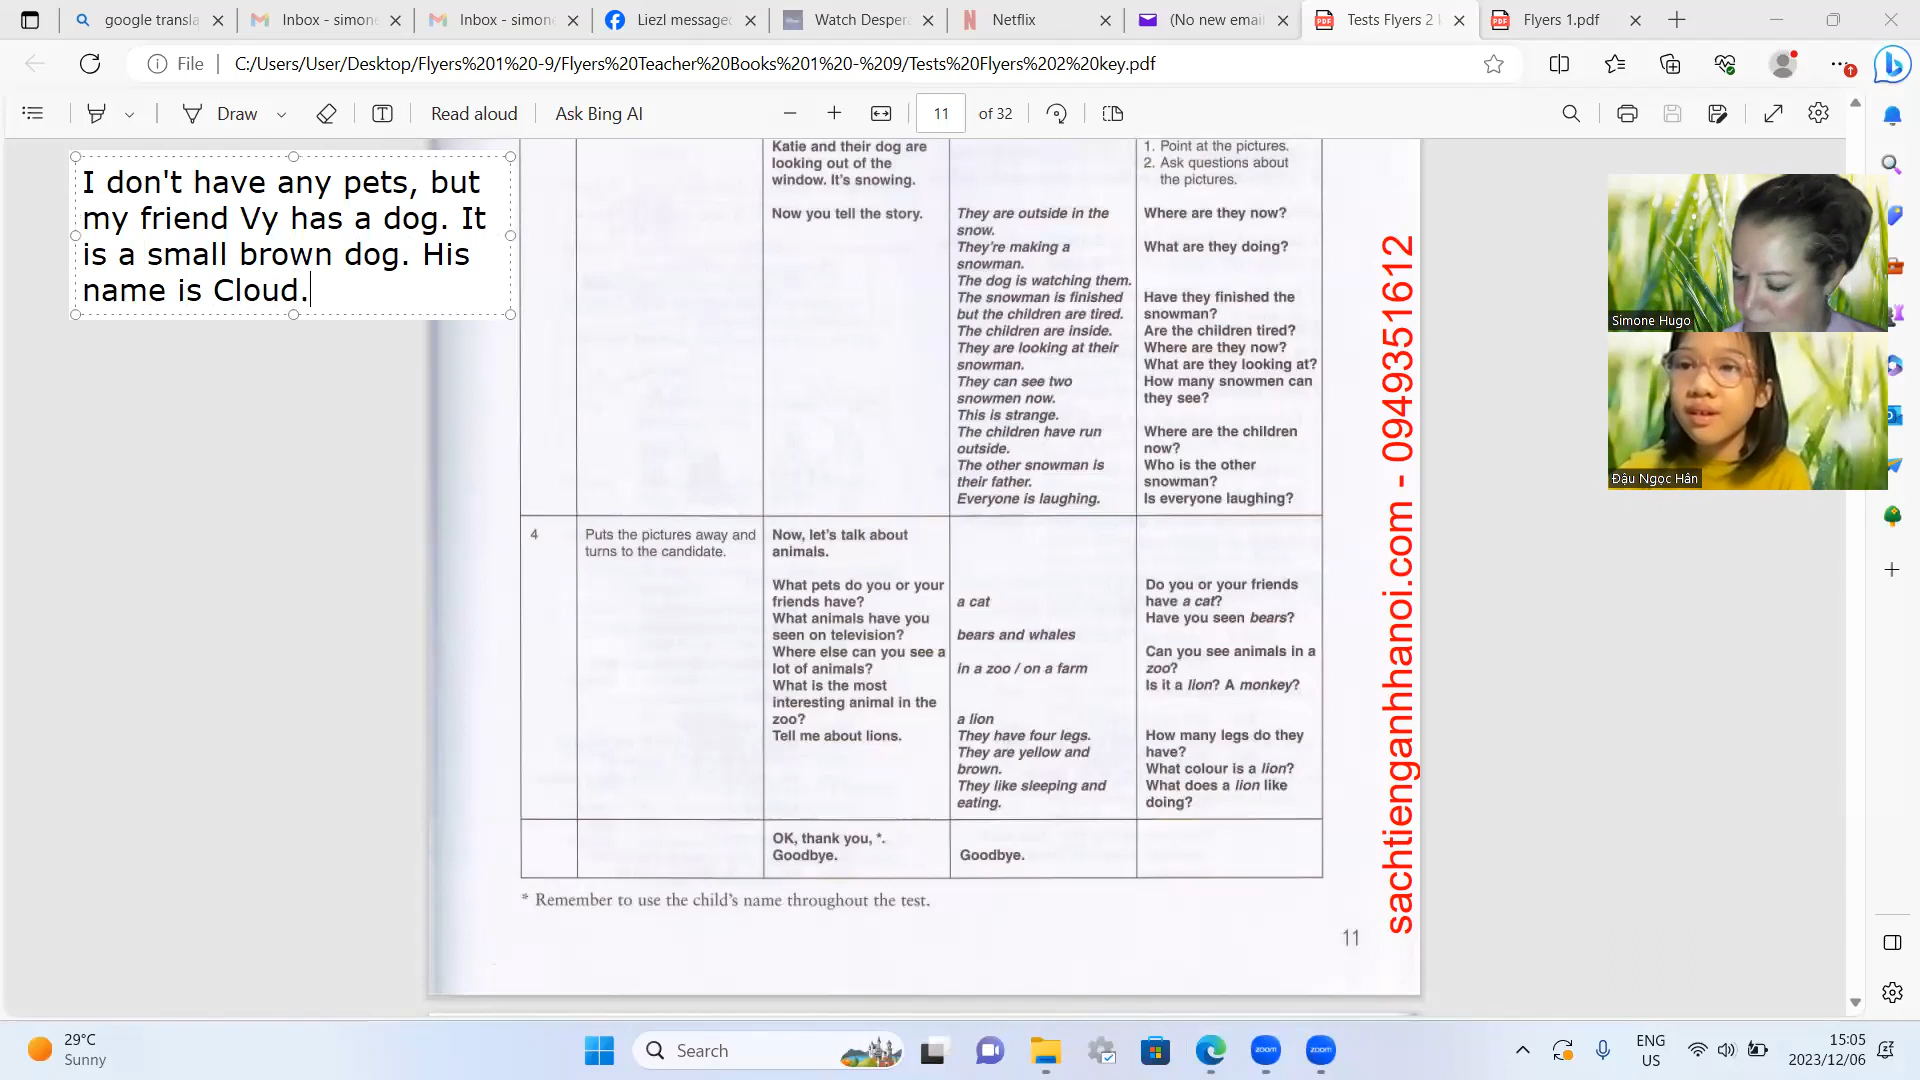 google transla
Inbox - simone
Inbox - simone
Liezl message
Watch Despera
Netflix
(No new email
Tests Flyers 2 k
Flyers 1.pdf
File
C:/Users/User/Desktop/Flyers%201%20-9/Flyers%20Teacher%20Books%201%20-%209/Tests%20Flyers%202%20key.pdf
Draw
Read aloud
Ask Bing AI
11
of 32
I don't have any pets, but
my friend Vy has a dog. It
is a small brown dog. His
name is Cloud.
Katie and their dog are
looking out of the
window. It's snowing.
Now you tell the story.
They are outside in the
snow.
They're making a
snowman.
The dog is watching them.
The snowman is finished
but the children are tired.
The children are inside.
They are looking at their
snowman.
They can see two
snowmen now.
This is strange.
The children have run
outside.
The other snowman is
their father.
Everyone is laughing.
1. Point at the pictures.
2. Ask questions about
the pictures.
Where are they now?
What are they doing?
Have they finished the
snowman?
Are the children tired?
Where are they now?
What are they looking at?
How many snowmen can
they see?
Where are the children
now?
Who is the other
snowman?
Is everyone laughing?
4
Puts the pictures away and
turns to the candidate.
Now, let's talk about
animals.
What pets do you or your
friends have?
What animals have you
seen on television?
Where else can you see a
lot of animals?
What is the most
interesting animal in the
zoo?
Tell me about lions.
a cat
bears and whales
in a zoo / on a farm
a lion
They have four legs.
They are yellow and
brown.
They like sleeping and
eating.
Do you or your friends
have a cat?
Have you seen bears?
Can you see animals in a
zoo?
Is it a lion? A monkey?
How many legs do they
have?
What colour is a lion?
What does a lion like
doing?
OK, thank you, *.
Goodbye.
Goodbye.
* Remember to use the child's name throughout the test.
11
sachtienganhhanoi.com - 0949351612
Simone Hugo
Đậu Ngọc Hân
29°C
Sunny
Search
zoom
zoom
ENG
US
15:05
2023/12/06